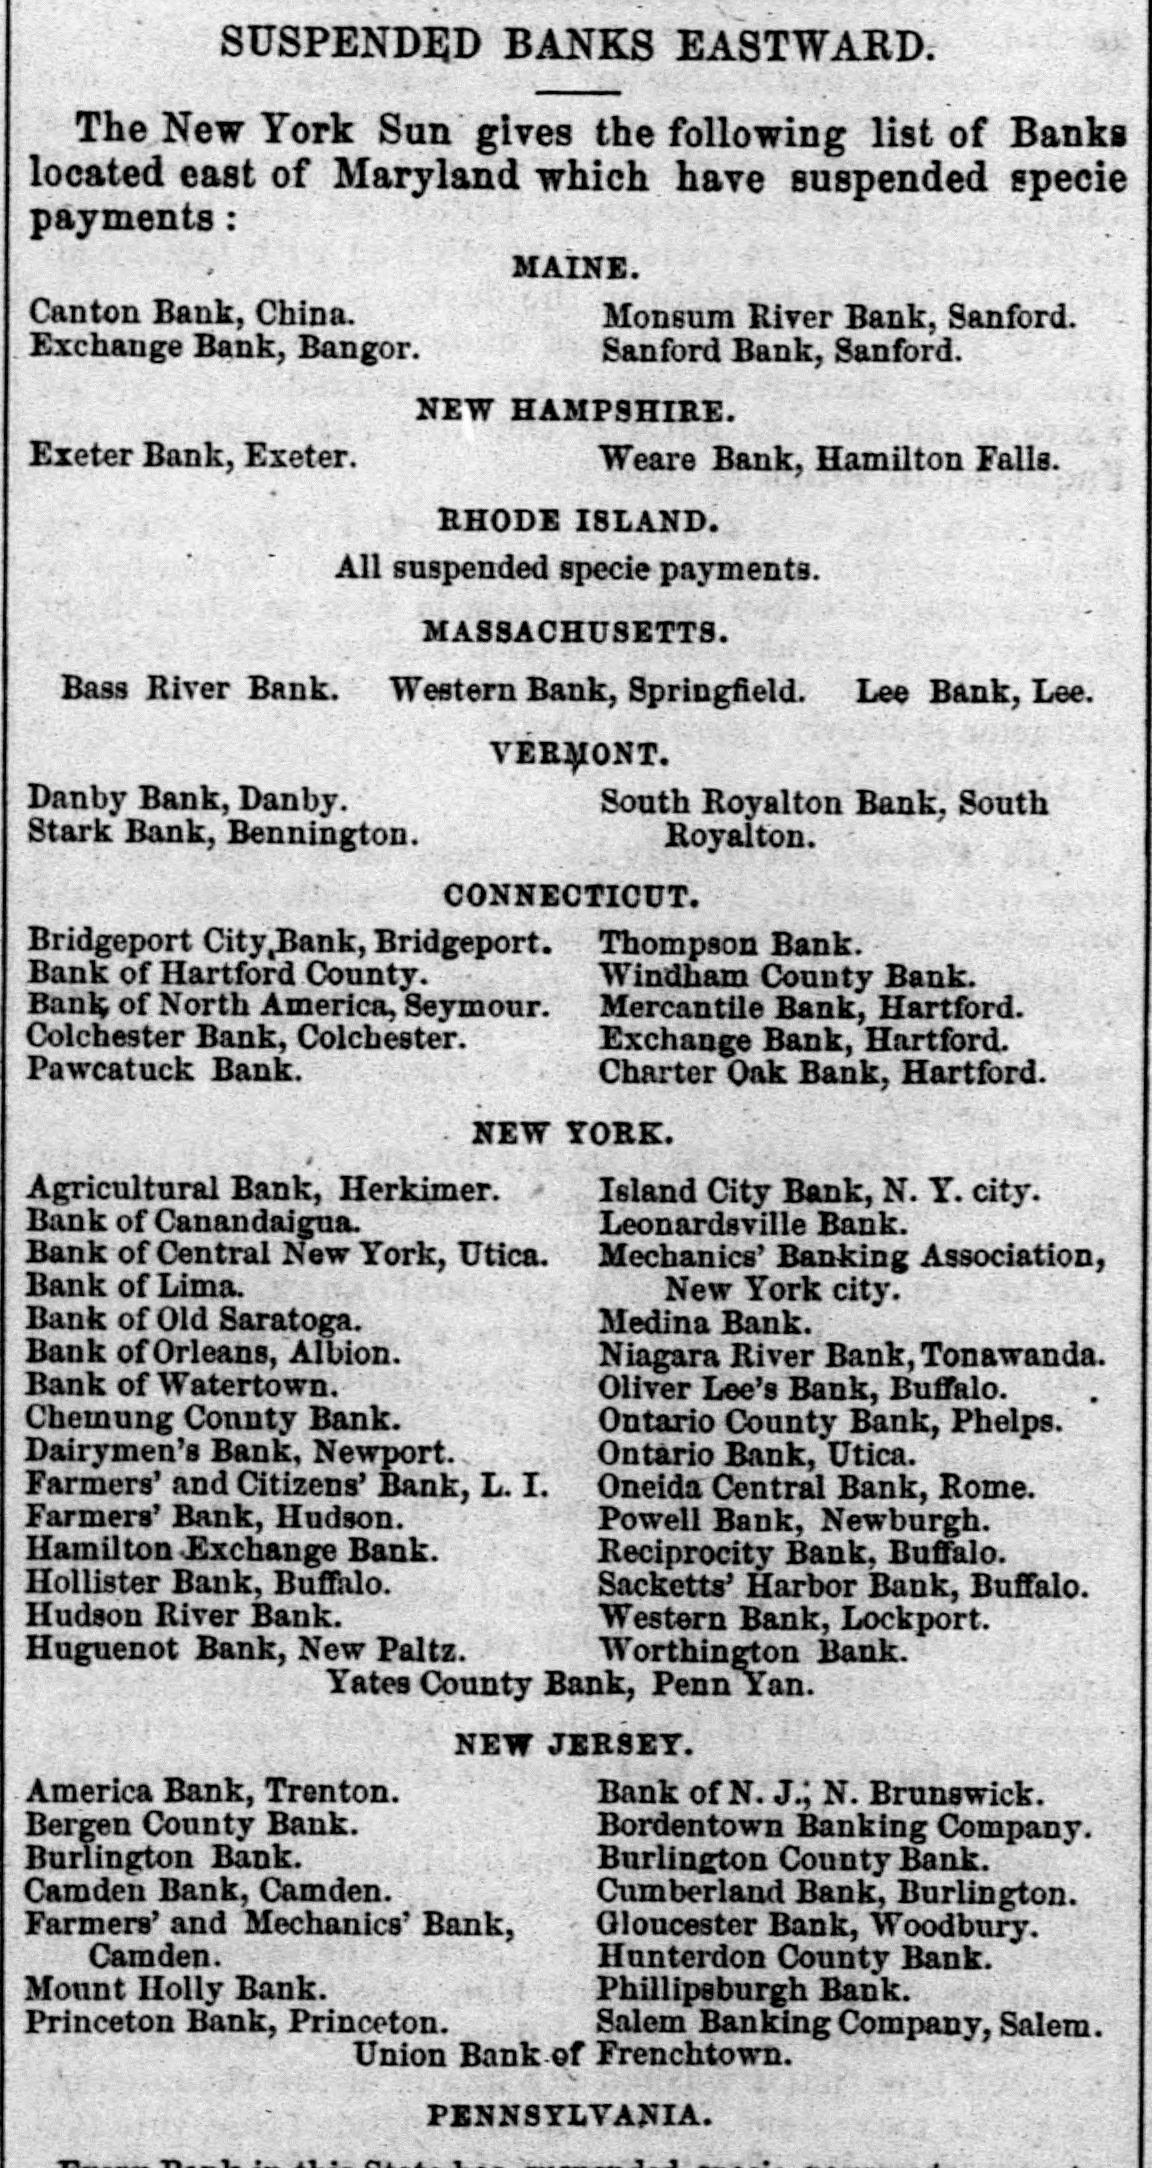 SUSPENDED BANKS EASTWARD.
The New York Sun gives the following list of Banks
located east of Maryland which have suspended specie
payments :
MAINE.
Canton Bank, China.
Exchange Bank, Bangor.
Monsum River Bank, Sanford.
Sanford Bank, Sanford.
NEW HAMPSHIRE.
Exeter Bank, Exeter.
Weare Bank, Hamilton Falls.
RHODE ISLAND.
All suspended specie payments.
MASSACHUSETTS.
Bass River Bank. Western Bank, Springfield. Lee Bank, Lee.
VERMONT.
Danby Bank, Danby.
Stark Bank, Bennington.
South Royalton Bank, South
Royalton.
CONNECTICUT.
Bridgeport City Bank, Bridgeport.
Bank of Hartford County.
Bank of North America, Seymour.
Colchester Bank, Colchester.
Pawcatuck Bank.
Thompson Bank.
Windham County Bank.
Mercantile Bank, Hartford.
Exchange Bank, Hartford.
Charter Oak Bank, Hartford.
NEW YORK.
Agricultural Bank, Herkimer.
Bank of Canandaigua.
Bank of Central New York, Utica.
Bank of Lima.
Bank of Old Saratoga.
Bank of Orleans, Albion.
Bank of Watertown.
Chemung County Bank.
Dairymen's Bank, Newport.
Farmers' and Citizens' Bank, L. I.
Farmers' Bank, Hudson.
Hamilton Exchange Bank.
Hollister Bank, Buffalo.
Hudson River Bank.
Huguenot Bank, New Paltz.
Island City Bank, N. Y. city.
Leonardsville Bank.
Mechanics' Banking Association,
New York city.
Medina Bank.
Niagara River Bank, Tonawanda.
Oliver Lee's Bank, Buffalo.
Ontario County Bank, Phelps.
Ontario Bank, Utica.
Oneida Central Bank, Rome.
Powell Bank, Newburgh.
Reciprocity Bank, Buffalo.
Sacketts' Harbor Bank, Buffalo.
Western Bank, Lockport.
Worthington Bank.
Yates County Bank, Penn Yan.
NEW JERSEY.
America Bank, Trenton.
Bergen County Bank.
Burlington Bank.
Camden Bank, Camden.
Farmers' and Mechanics' Bank,
Camden.
Mount Holly Bank.
Princeton Bank, Princeton.
Bank of N. J., N. Brunswick.
Bordentown Banking Company.
Burlington County Bank.
Cumberland Bank, Burlington.
Gloucester Bank, Woodbury.
Hunterdon County Bank.
Phillipsburgh Bank.
Salem Banking Company, Salem.
Union Bank of Frenchtown.
PENNSYLVANIA.